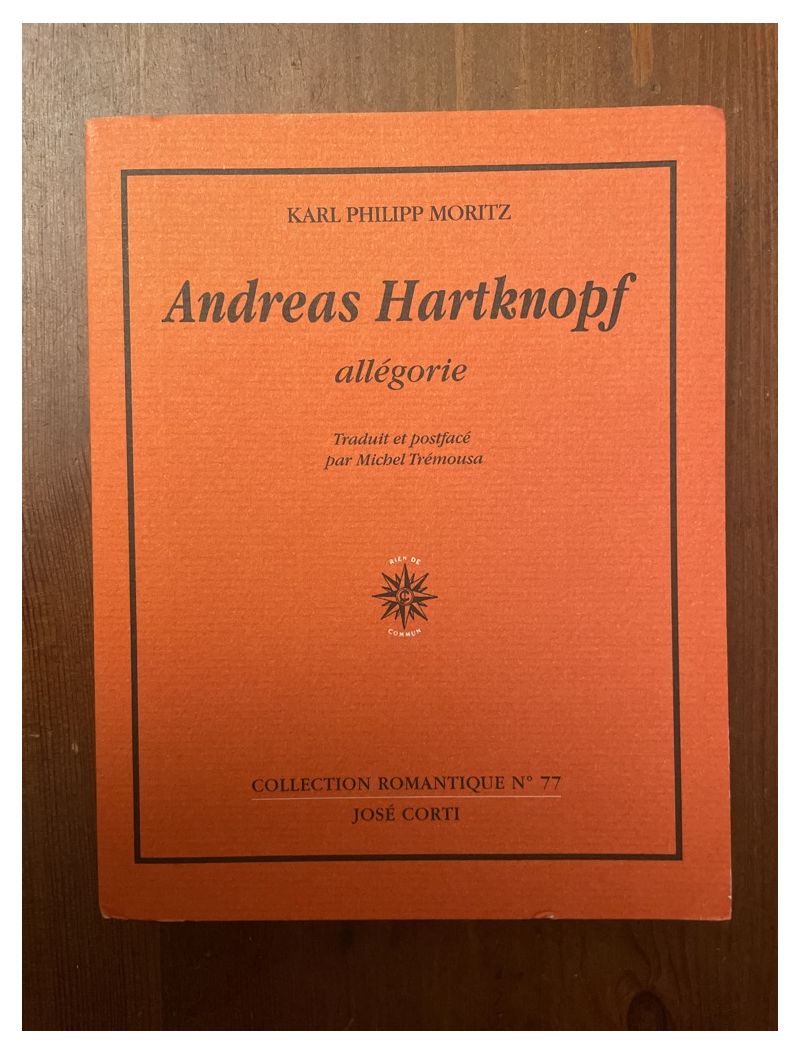 KARL PHILIPP MORITZ
Andreas Hartknopf
allégorie
Traduit et postfacé
par Michel Trémousa
RIEN DE
COMMUN
COLLECTION ROMANTIQUE N° 77
JOSÉ CORTI